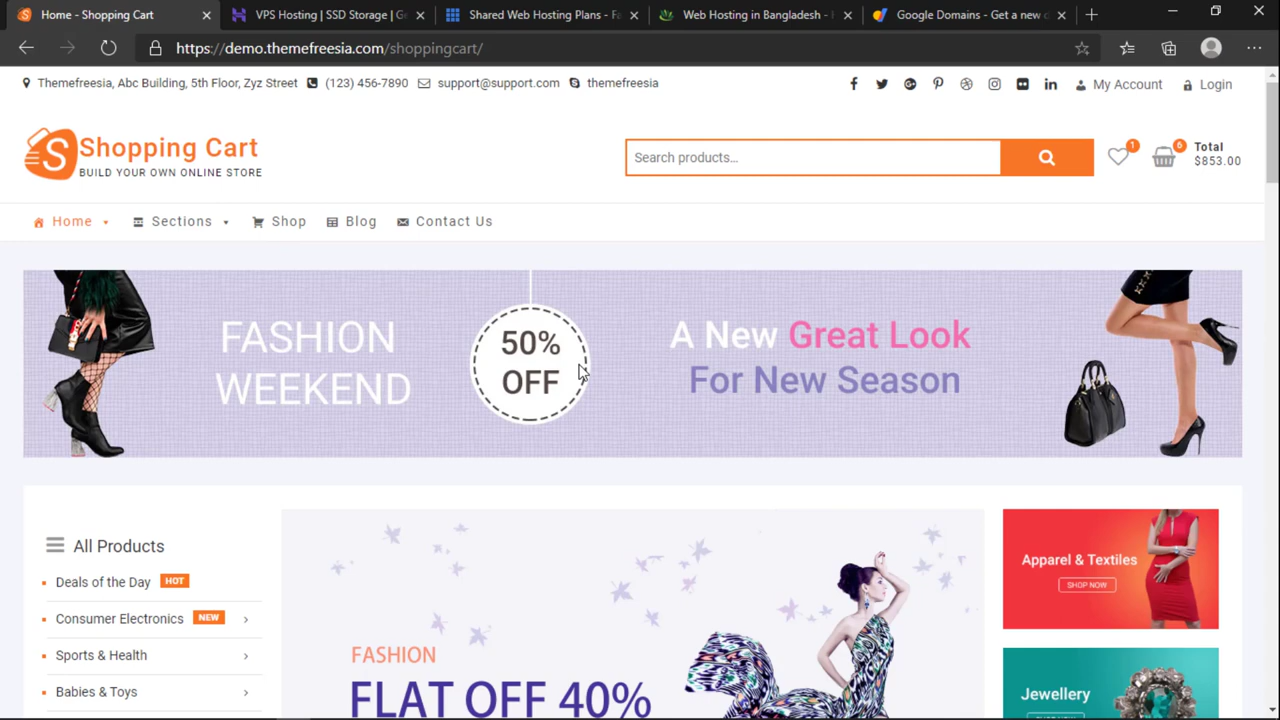 Home - Shopping Cart
VPS Hosting | SSD Storage |
Shared Web Hosting Plans -
Web Hosting in Bangladesh -
Google Domains - Get a new
https://demo.themefreesia.com/shoppingcart/
Themefreesia, Abc Building, 5th Floor, Zyz Street (123) 456-7890 support@support.com themefreesia
My Account Login
Shopping Cart
BUILD YOUR OWN ONLINE STORE
Search products...
1
6
Total
$853.00
Home Sections Shop Blog Contact Us
FASHION
WEEKEND
50%
OFF
A New Great Look
For New Season
All Products
Deals of the Day HOT
Consumer Electronics NEW
Sports & Health
Babies & Toys
FASHION
FLAT OFF 40%
Apparel & Textiles
SHOP NOW
Jewellery